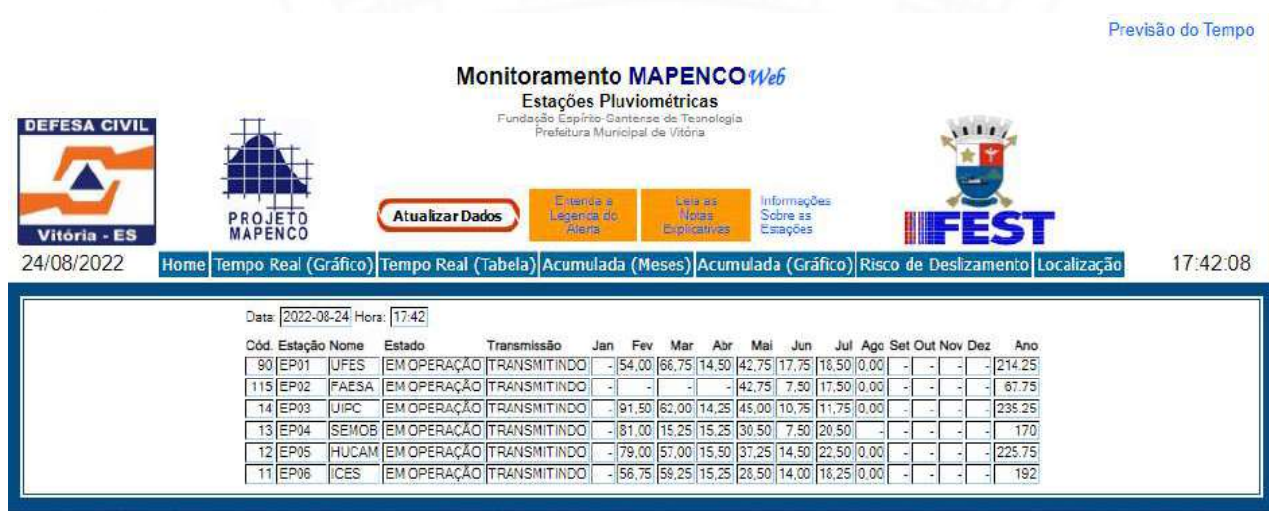 Previsão do Tempo
Monitoramento MAPENCO Web
Estações Pluviométricas
Fundação Espírito-Santense de Tecnologia
Prefeitura Municipal de Vitória
DEFESA CIVIL
Vitória - ES
PROJETO
MAPENCO
Atualizar Dados
Entenda a
Legenda do
Alerta
Leia as
Notas
Explicativas
Informações
Sobre as
Estações
FEST
24/08/2022 Home Tempo Real (Gráfico) Tempo Real (Tabela) Acumulada (Meses) Acumulada (Gráfico) Risco de Deslizamento Localização 17:42:08
Data: 2022-08-24 Hora: 17:42
Cód. Estação Nome Estado Transmissão Jan Fev Mar Abr Mai Jun Jul Ago Set Out Nov Dez Ano
90 EP01 UFES EM OPERAÇÃO TRANSMITINDO - 54,00 66,75 14,50 42,75 17,75 18,50 0,00 - - - - 214.25
115 EP02 FAESA EM OPERAÇÃO TRANSMITINDO - - - - 42,75 7,50 17,50 0,00 - - - - 67.75
14 EP03 UIPC EM OPERAÇÃO TRANSMITINDO - 91,50 62,00 14,25 45,00 10,75 11,75 0,00 - - - - 235.25
13 EP04 SEMOB EM OPERAÇÃO TRANSMITINDO - 81,00 15,25 15,25 30,50 7,50 20,50 - - - - - 170
12 EP05 HUCAM EM OPERAÇÃO TRANSMITINDO - 79,00 57,00 15,50 37,25 14,50 22,50 0,00 - - - - 225.75
11 EP06 ICES EM OPERAÇÃO TRANSMITINDO - 56,75 59,25 15,25 28,50 14,00 18,25 0,00 - - - - 192